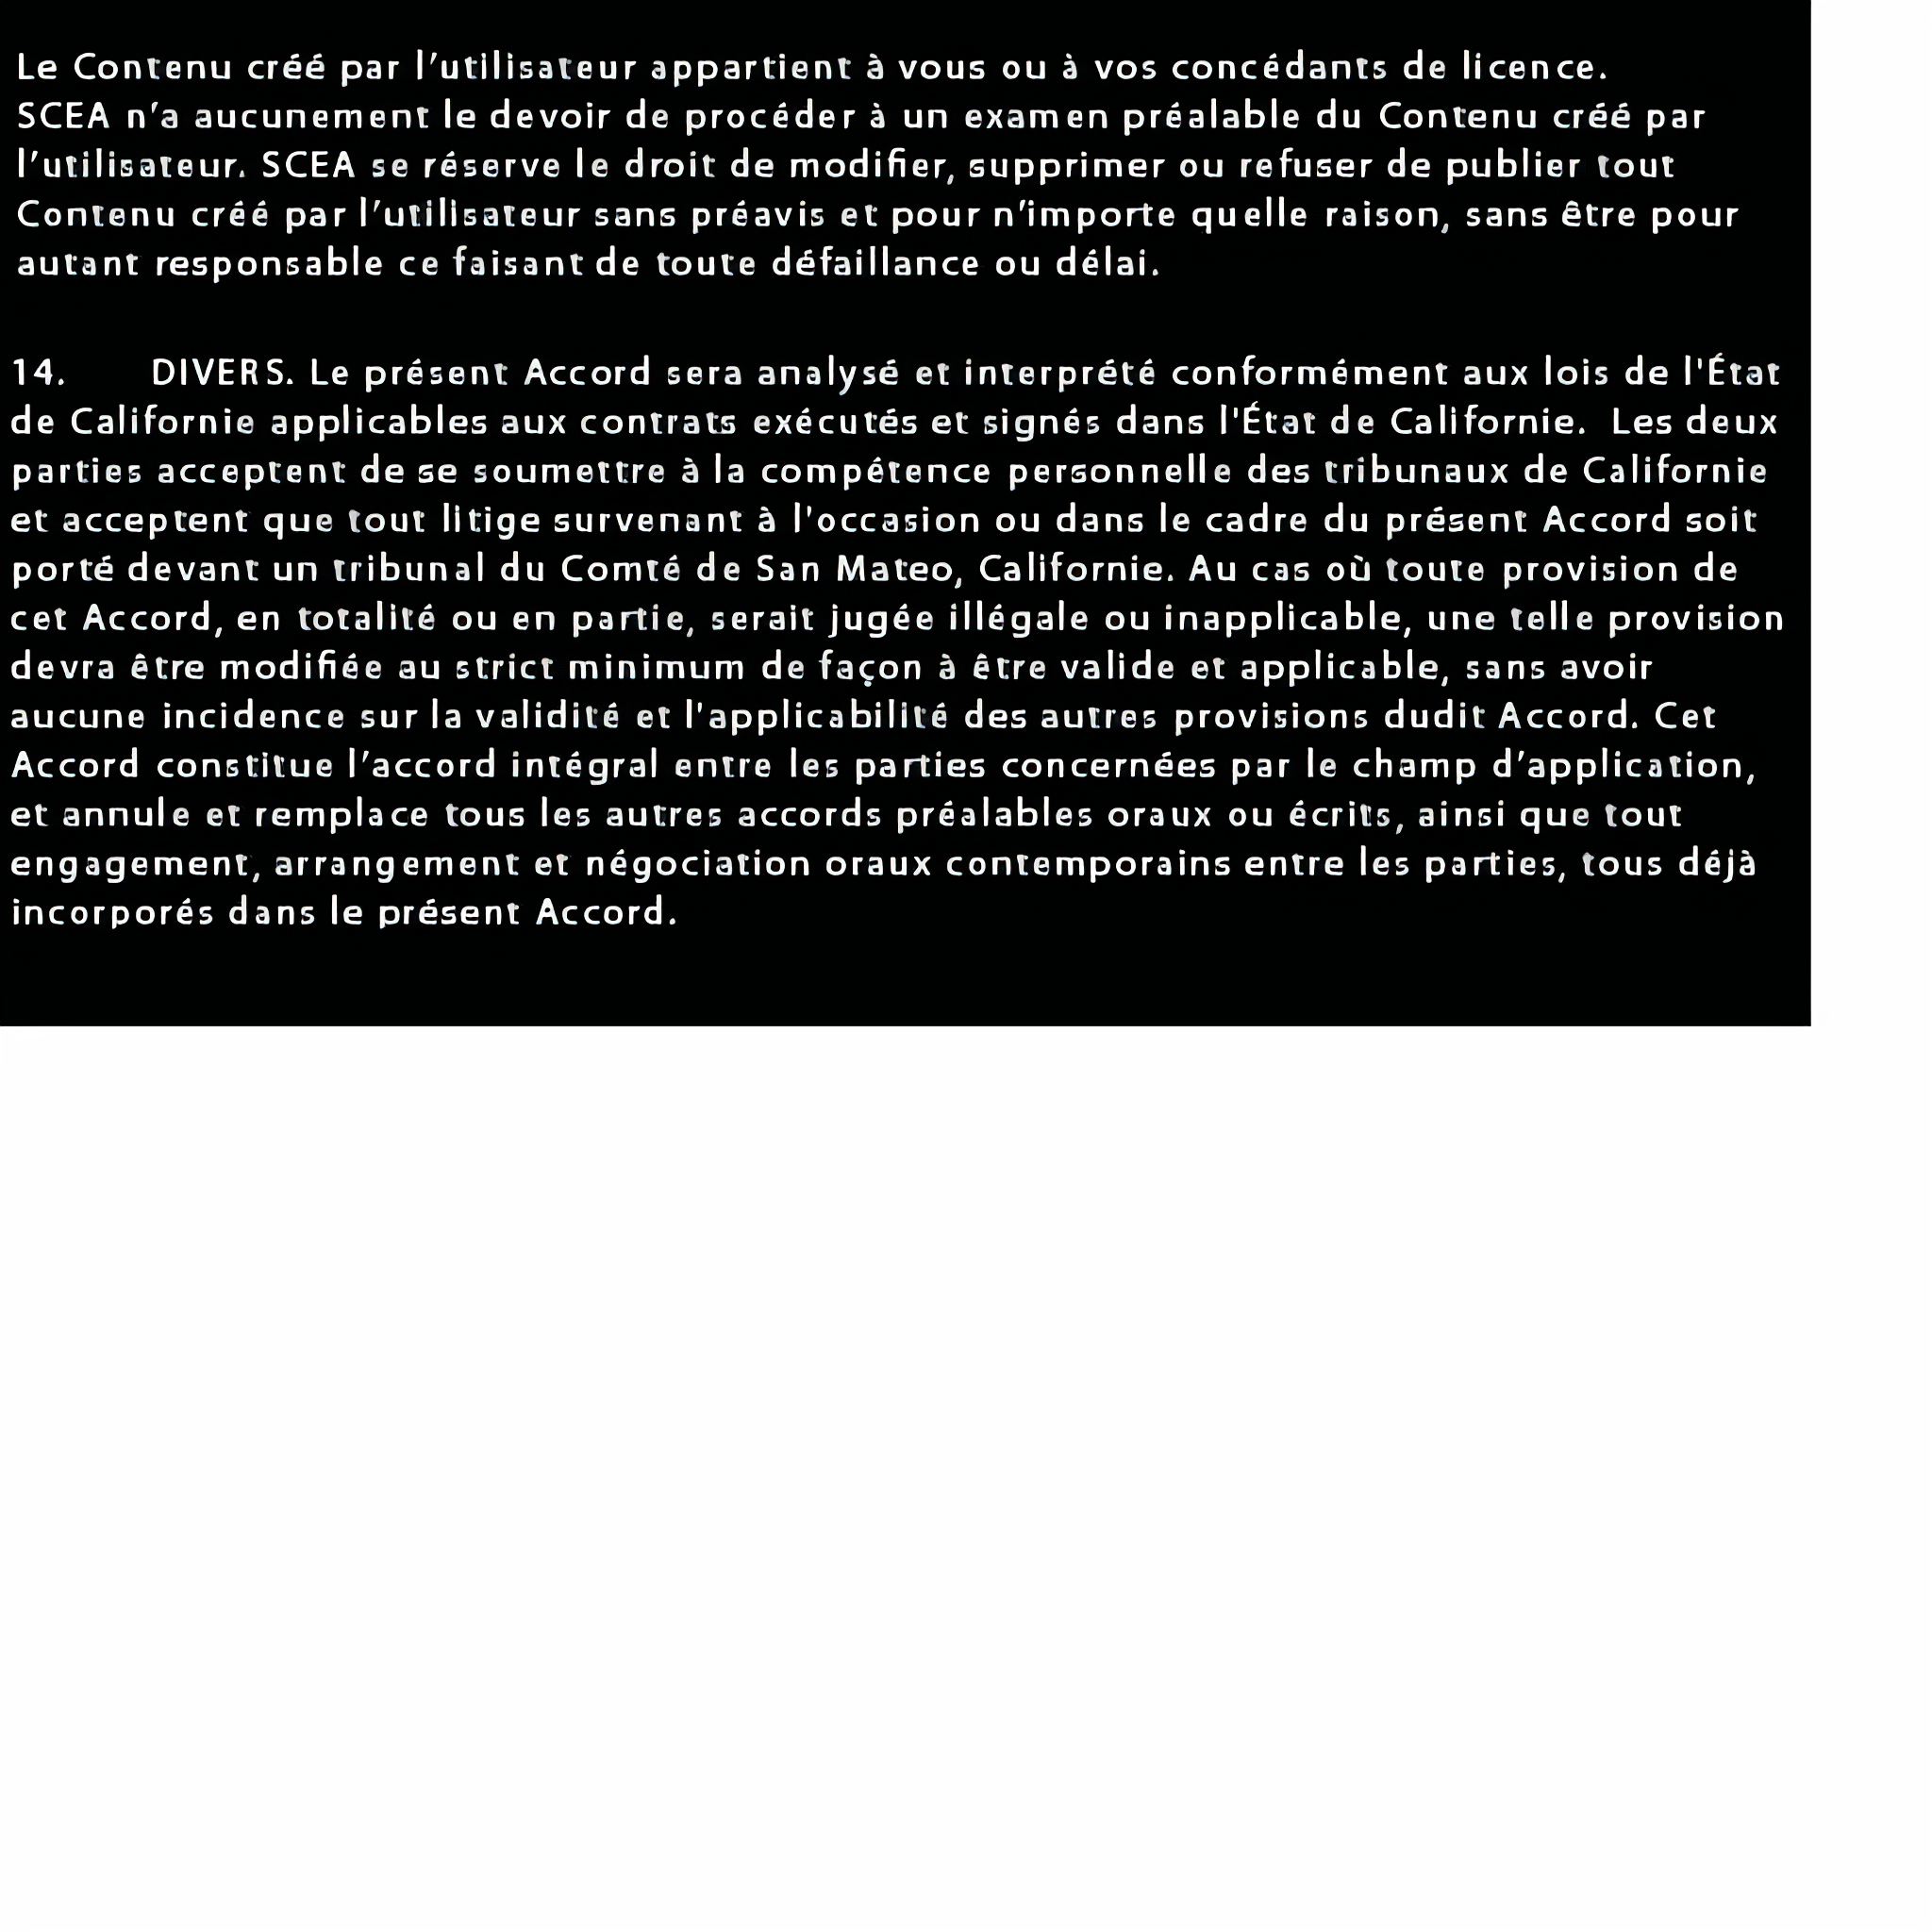 Le Contenu créé par l’utilisateur appartient à vous ou à vos concédants de licence.
SCEA n’a aucunement le devoir de procéder à un examen préalable du Contenu créé par
l’utilisateur. SCEA se réserve le droit de modifier, supprimer ou refuser de publier tout
Contenu créé par l’utilisateur sans préavis et pour n’importe quelle raison, sans être pour
autant responsable ce faisant de toute défaillance ou délai.
14. DIVERS. Le présent Accord sera analysé et interprété conformément aux lois de l'État
de Californie applicables aux contrats exécutés et signés dans l'État de Californie. Les deux
parties acceptent de se soumettre à la compétence personnelle des tribunaux de Californie
et acceptent que tout litige survenant à l'occasion ou dans le cadre du présent Accord soit
porté devant un tribunal du Comté de San Mateo, Californie. Au cas où toute provision de
cet Accord, en totalité ou en partie, serait jugée illégale ou inapplicable, une telle provision
devra être modifiée au strict minimum de façon à être valide et applicable, sans avoir
aucune incidence sur la validité et l'applicabilité des autres provisions dudit Accord. Cet
Accord constitue l’accord intégral entre les parties concernées par le champ d’application,
et annule et remplace tous les autres accords préalables oraux ou écrits, ainsi que tout
engagement, arrangement et négociation oraux contemporains entre les parties, tous déjà
incorporés dans le présent Accord.